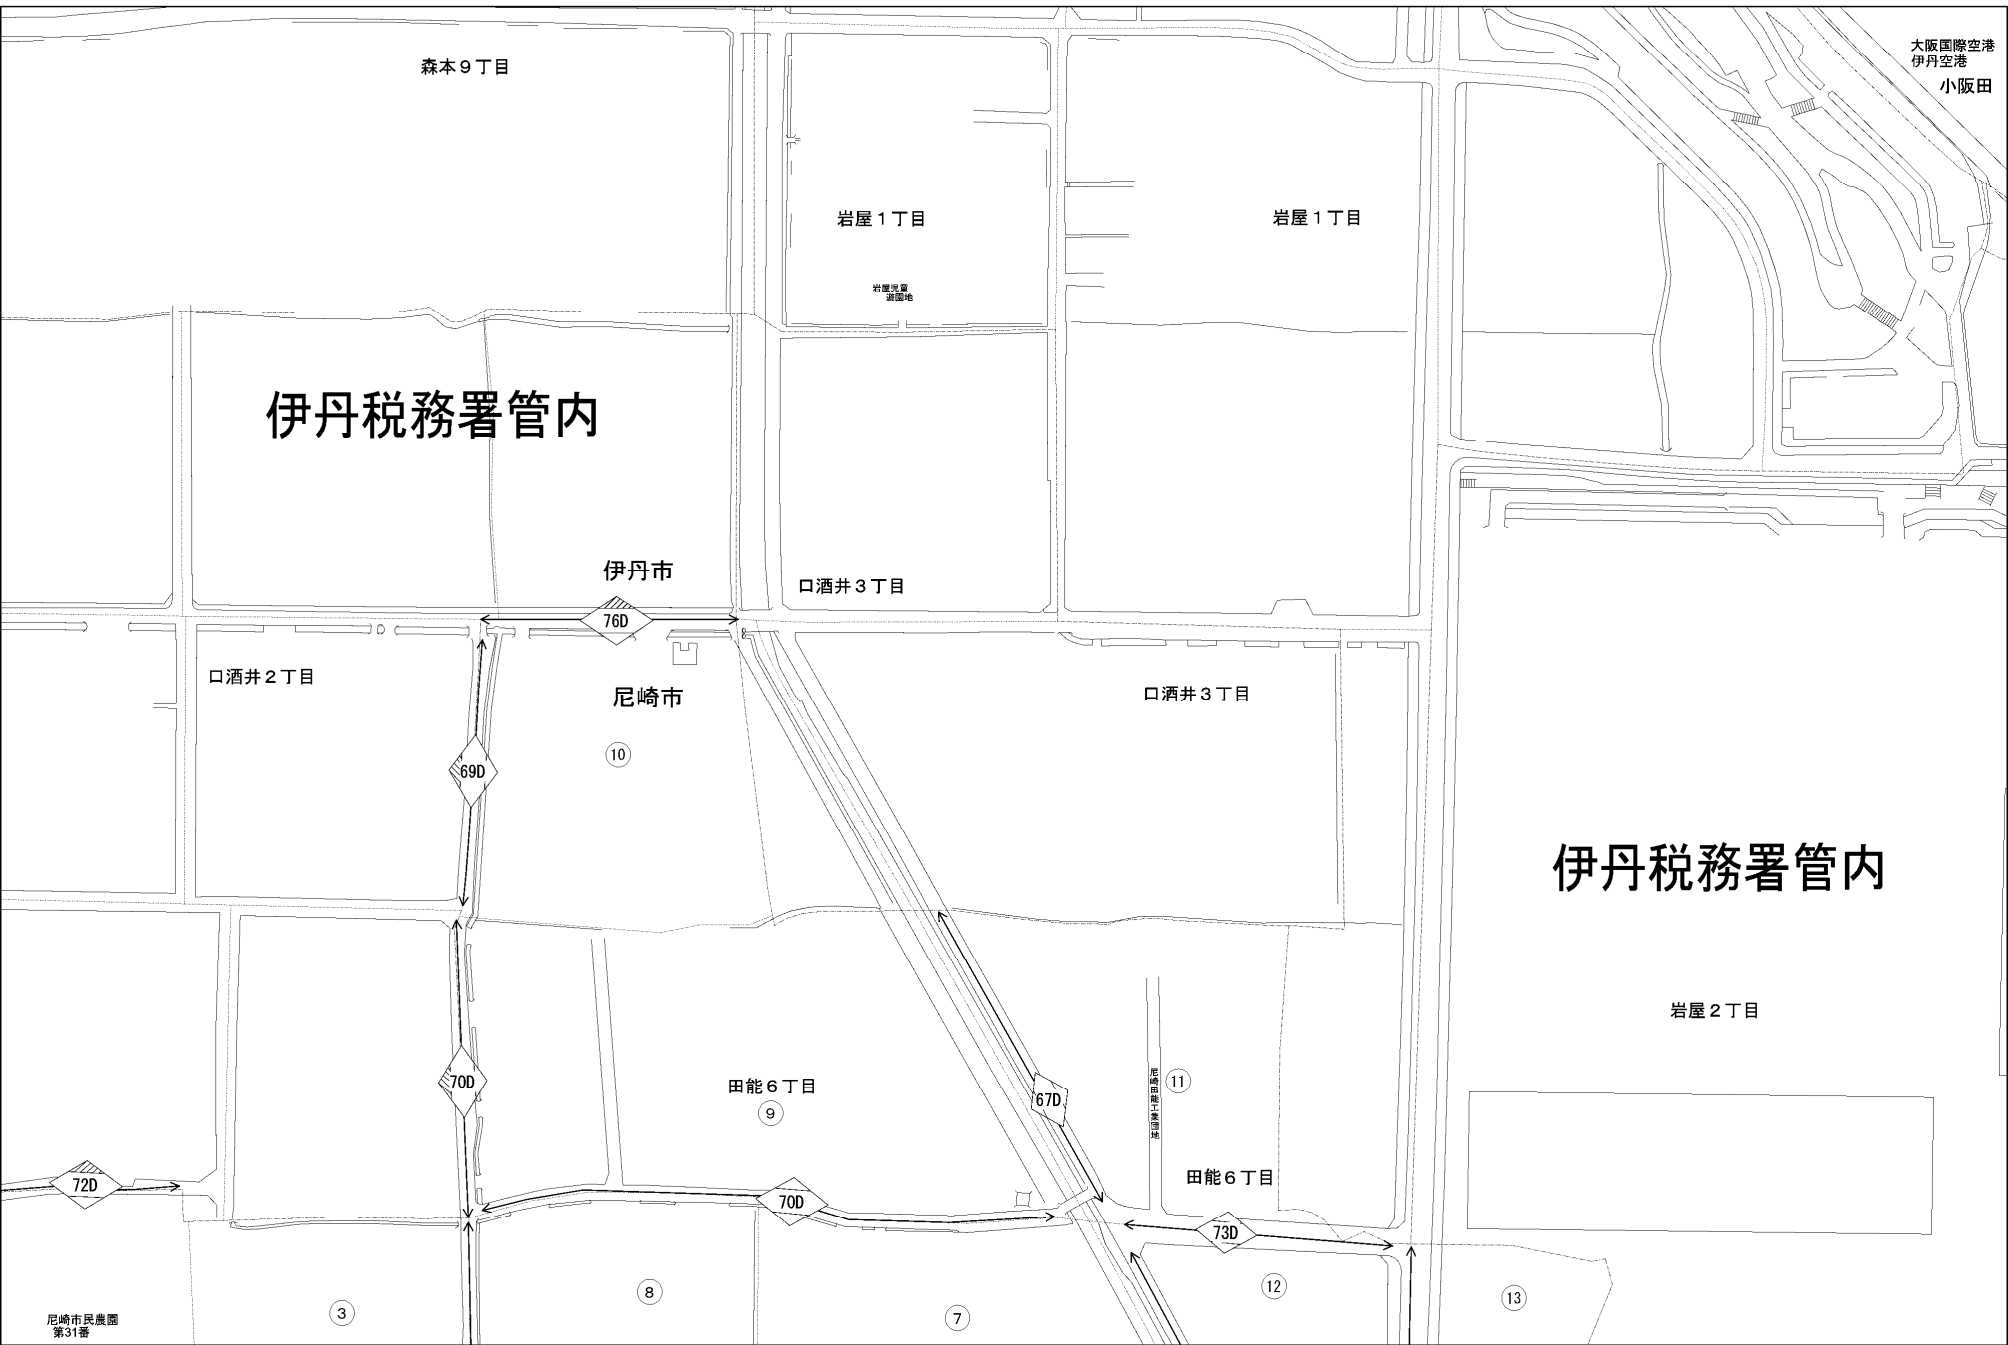 大阪国際空港
伊丹空港
小阪田
森本９丁目
岩屋１丁目
岩屋１丁目
岩屋児童
遊園地
伊丹税務署管内
伊丹市
口酒井３丁目
76D
口酒井２丁目
尼崎市
口酒井３丁目
10
69D
伊丹税務署管内
岩屋２丁目
70D
田能６丁目
9
67D
尼崎田能工業団地
11
田能６丁目
72D
70D
73D
3
8
7
12
13
尼崎市民農園
第31番